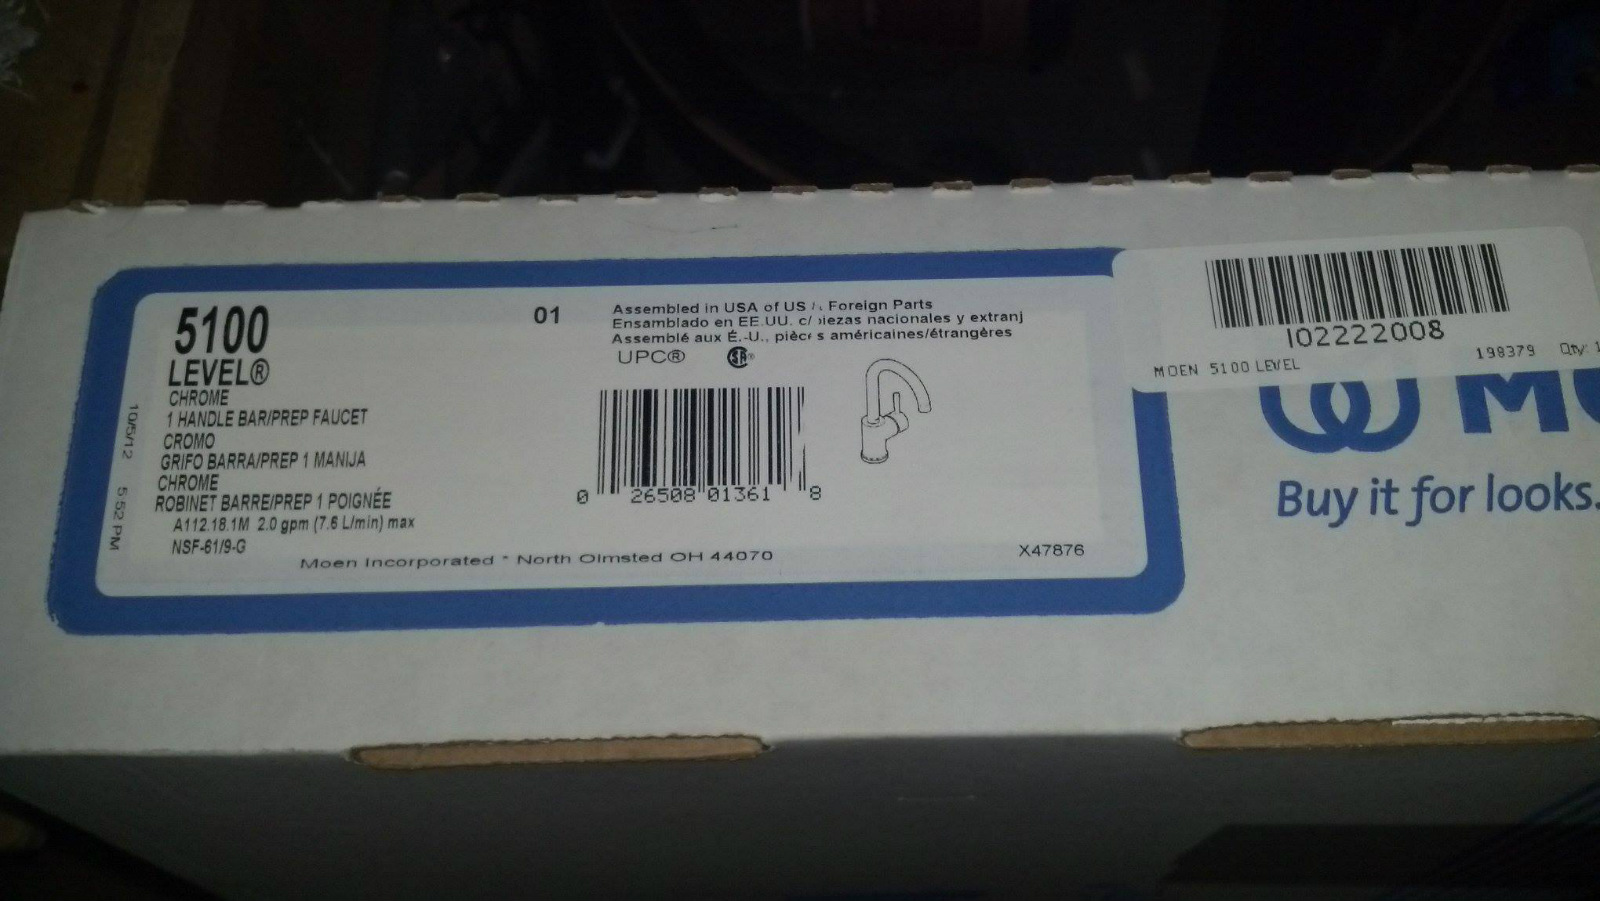 5100
LEVEL®
CHROME
1 HANDLE BAR/PREP FAUCET
CROMO
GRIFO BARRA/PREP 1 MANIJA
CHROME
ROBINET BARRE/PREP 1 POIGNÉE
A112.18.1M 2.0 gpm (7.6 L/min) max
NSF-61/9-G
10/5/12 5:52 PM
01
Assembled in USA of US Foreign Parts
Ensamblado en EE.UU. c/ iezas nacionales y extranj
Assemblé aux É.-U., pièces américaines/étrangères
UPC®
0 26508 01361 8
Moen Incorporated * North Olmsted OH 44070
X47876
I02222008
198379 Qty: 1
MOEN 5100 LEVEL
M
Buy it for looks.